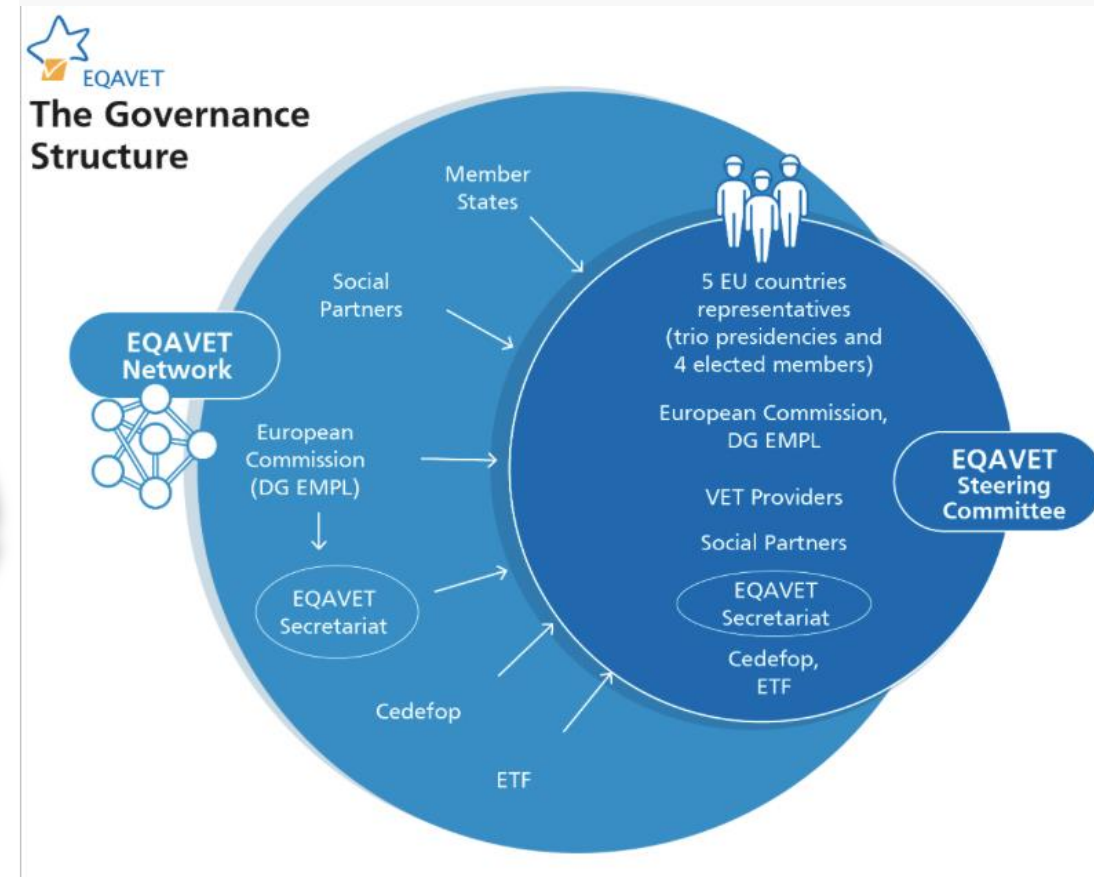 EQAVET
The Governance
Structure
Member
States
Social
Partners
EQAVET
Network
European
Commission
(DG EMPL)
EQAVET
Secretariat
Cedefop
ETF
5 EU countries
representatives
(trio presidencies and
4 elected members)
European Commission,
DG EMPL
VET Providers
Social Partners
EQAVET
Secretariat
Cedefop,
ETF
EQAVET
Steering
Committee